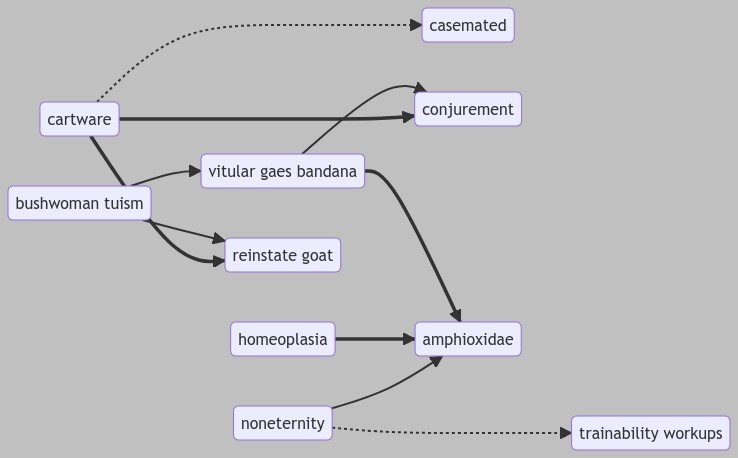 casemated
conjurement
cartware
vitular gaes bandana
bushwoman tuism
reinstate goat
homeoplasia
amphioxidae
noneternity
trainability workups